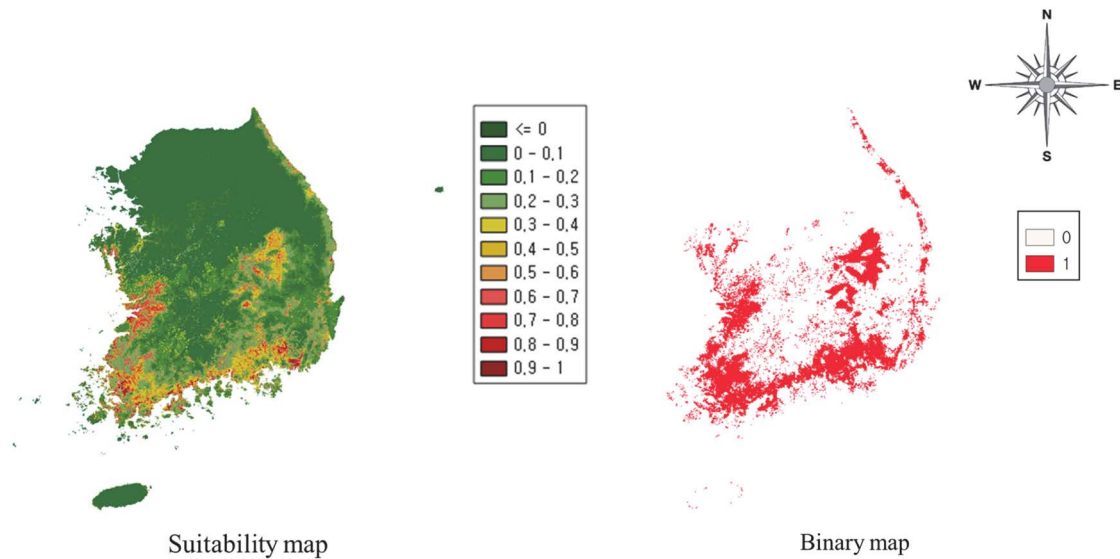 N
W E
S
<= 0
0 - 0,1
0,1 - 0,2
0,2 - 0,3
0,3 - 0,4
0,4 - 0,5
0,5 - 0,6
0,6 - 0,7
0,7 - 0,8
0,8 - 0,9
0,9 - 1
0
1
Suitability map
Binary map